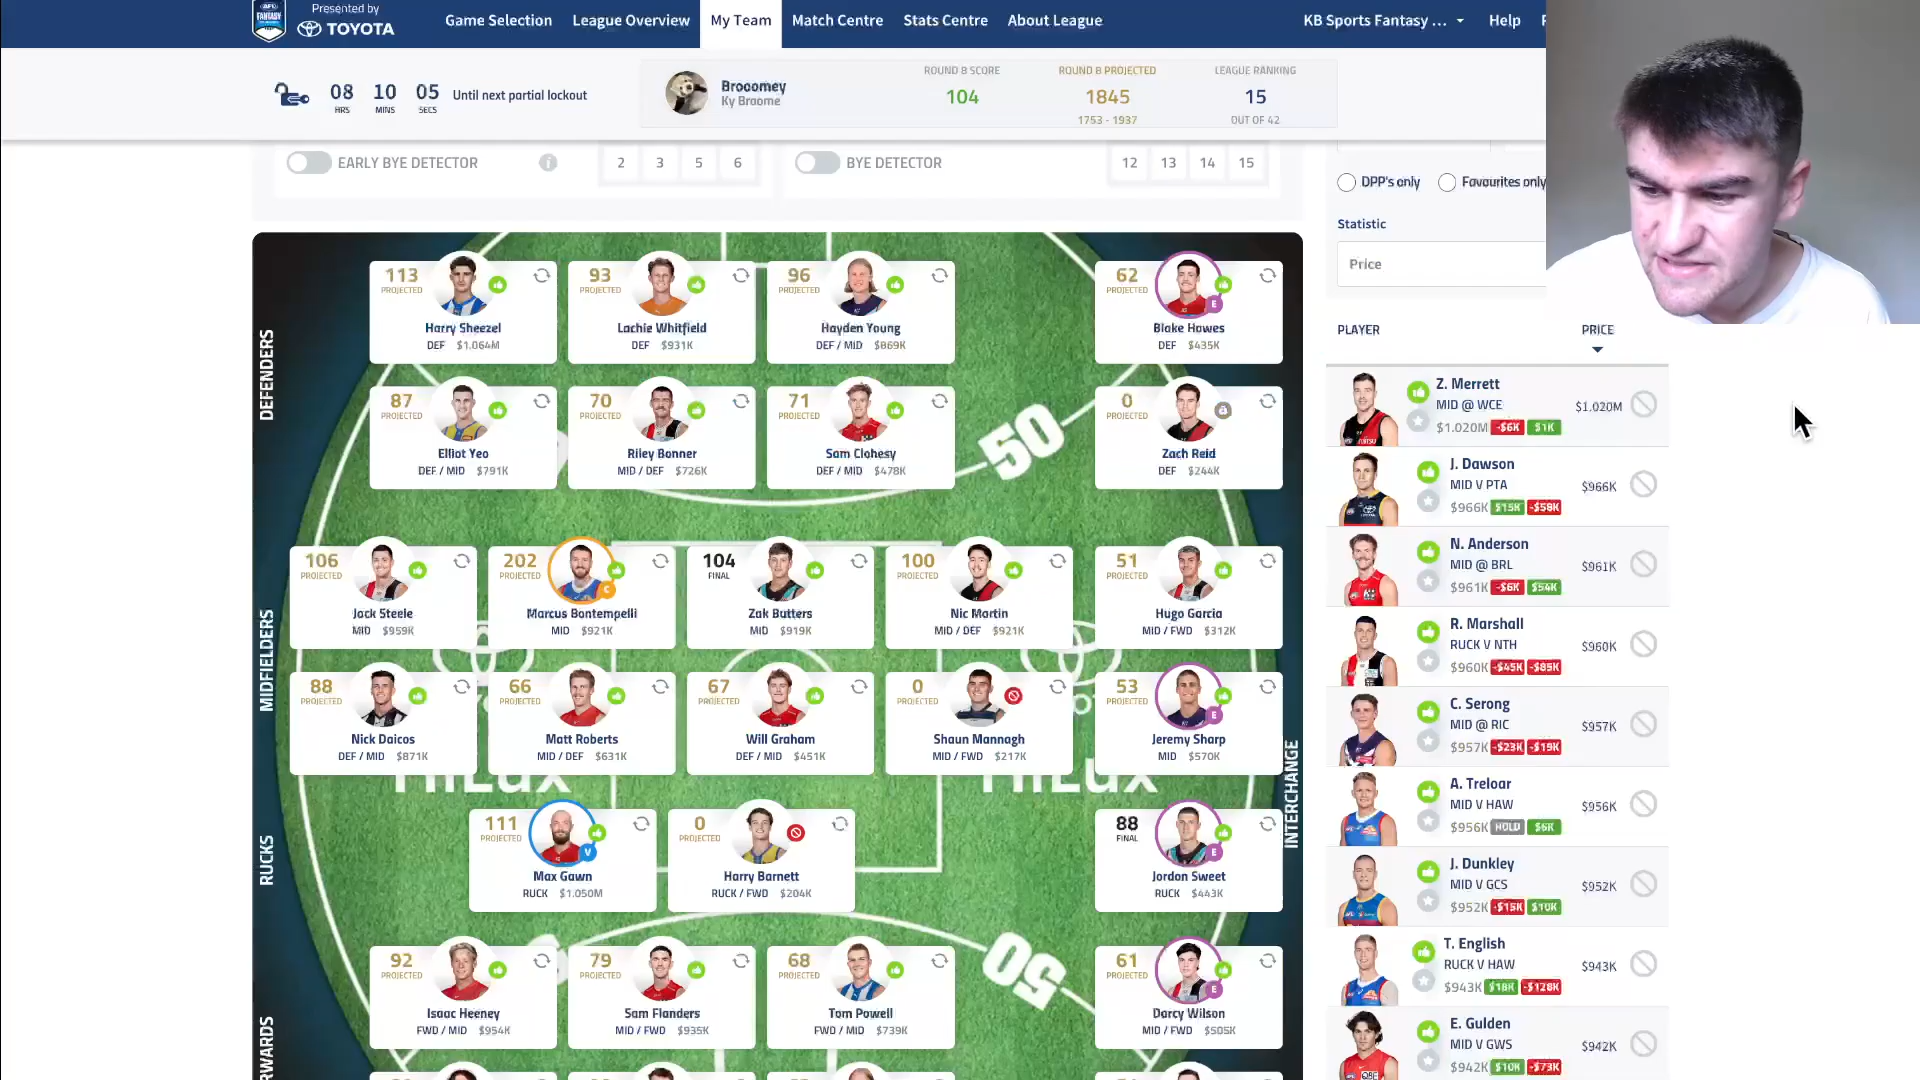 Presented by
TOYOTA
AFL FANTASY
Game Selection
League Overview
My Team
Match Centre
Stats Centre
About League
KB Sports Fantasy ...
Help
08 HRS
10 MINS
05 SECS
Until next partial lockout
Brooomey
Ky Broome
ROUND 8 SCORE
104
ROUND 8 PROJECTED
1845
1753 - 1937
LEAGUE RANKING
15
OUT OF 42
EARLY BYE DETECTOR
2 3 5 6
BYE DETECTOR
12 13 14 15
DPP's only
Favourites only
Statistic
Price
PLAYER
PRICE
DEFENDERS
113 PROJECTED
Harry Sheezel
DEF $1.064M
93 PROJECTED
Lachie Whitfield
DEF $931K
96 PROJECTED
Hayden Young
DEF / MID $869K
62 PROJECTED
E
Blake Howes
DEF $435K
87 PROJECTED
Elliot Yeo
DEF / MID $791K
70 PROJECTED
Riley Bonner
MID / DEF $726K
71 PROJECTED
Sam Clohesy
DEF / MID $478K
0 PROJECTED
Zach Reid
DEF $244K
50
MIDFIELDERS
106 PROJECTED
Jack Steele
MID $959K
202 PROJECTED
C
Marcus Bontempelli
MID $921K
104 FINAL
Zak Butters
MID $919K
100 PROJECTED
Nic Martin
MID / DEF $921K
51 PROJECTED
Hugo Garcia
MID / FWD $312K
88 PROJECTED
Nick Daicos
DEF / MID $871K
66 PROJECTED
Matt Roberts
MID / DEF $631K
67 PROJECTED
Will Graham
DEF / MID $451K
0 PROJECTED
Shaun Mannagh
MID / FWD $217K
53 PROJECTED
E
Jeremy Sharp
MID $570K
HiLux
HiLux
INTERCHANGE
RUCKS
111 PROJECTED
V
Max Gawn
RUCK $1.050M
0 PROJECTED
Harry Barnett
RUCK / FWD $204K
88 FINAL
E
Jordon Sweet
RUCK $443K
50
RWARDS
92 PROJECTED
Isaac Heeney
FWD / MID $954K
79 PROJECTED
Sam Flanders
MID / FWD $935K
68 PROJECTED
Tom Powell
FWD / MID $739K
61 PROJECTED
E
Darcy Wilson
MID / FWD $505K
Z. Merrett
MID @ WCE
$1.020M -$6K $1K
$1.020M
J. Dawson
MID V PTA
$966K $15K -$58K
$966K
N. Anderson
MID @ BRL
$961K -$6K $54K
$961K
R. Marshall
RUCK V NTH
$960K -$45K -$85K
$960K
C. Serong
MID @ RIC
$957K -$23K -$19K
$957K
A. Treloar
MID V HAW
$956K HOLD $6K
$956K
J. Dunkley
MID V GCS
$952K -$15K $10K
$952K
T. English
RUCK V HAW
$943K $18K -$128K
$943K
E. Gulden
MID V GWS
$942K $10K -$73K
$942K